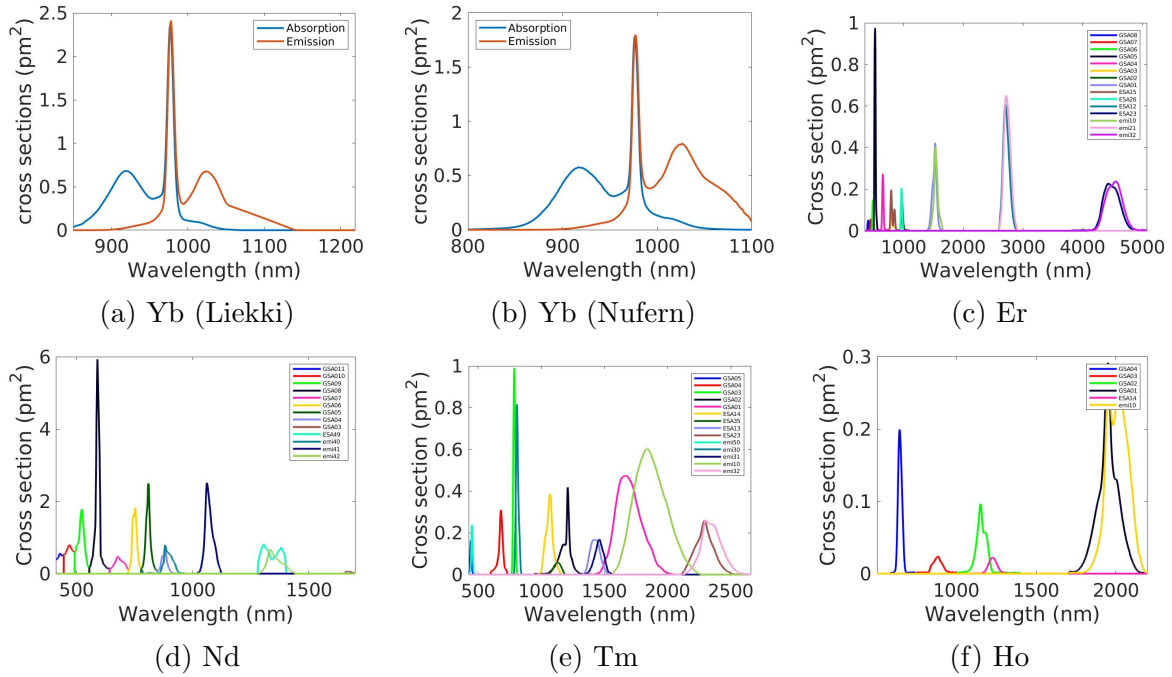 cross sections (pm²)
2.5
2
1.5
1
0.5
0
Absorption
Emission
900
1000
1100
1200
Wavelength (nm)
(a) Yb (Liekki)
cross sections (pm²)
2
1.5
1
0.5
0
Absorption
Emission
800
900
1000
1100
Wavelength (nm)
(b) Yb (Nufern)
Cross section (pm²)
1
0.8
0.6
0.4
0.2
0
GSA08
GSA07
GSA06
GSA05
GSA04
GSA03
GSA02
GSA01
ESA15
ESA26
ESA12
ESA23
emi10
emi21
emi32
1000
2000
3000
4000
5000
Wavelength (nm)
(c) Er
Cross section (pm²)
6
4
2
0
GSA011
GSA010
GSA09
GSA08
GSA07
GSA06
GSA05
GSA04
GSA03
ESA49
emi40
emi41
emi42
500
1000
1500
Wavelength (nm)
(d) Nd
Cross section (pm²)
1
0.8
0.6
0.4
0.2
0
GSA05
GSA04
GSA03
GSA02
GSA01
ESA14
ESA35
ESA13
ESA23
emi50
emi30
emi31
emi10
emi32
500
1000
1500
2000
2500
Wavelength (nm)
(e) Tm
Cross section (pm²)
0.3
0.2
0.1
0
GSA04
GSA03
GSA02
GSA01
ESA14
emi10
1000
1500
2000
Wavelength (nm)
(f) Ho